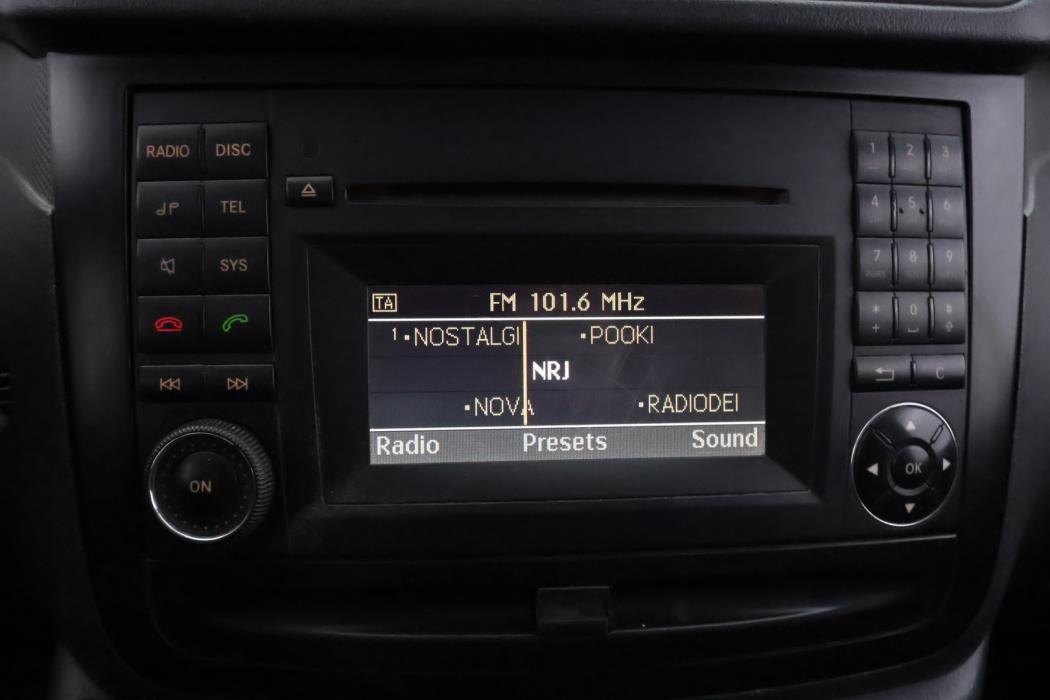 RADIO DISC
TEL
SYS
ON
TA FM 101.6 MHz
1 NOSTALGI POOKI
NRJ
NOVA RADIODEI
Radio Presets Sound
1 2 3
4 5 6
7 8 9
* 0 #
+
C
OK